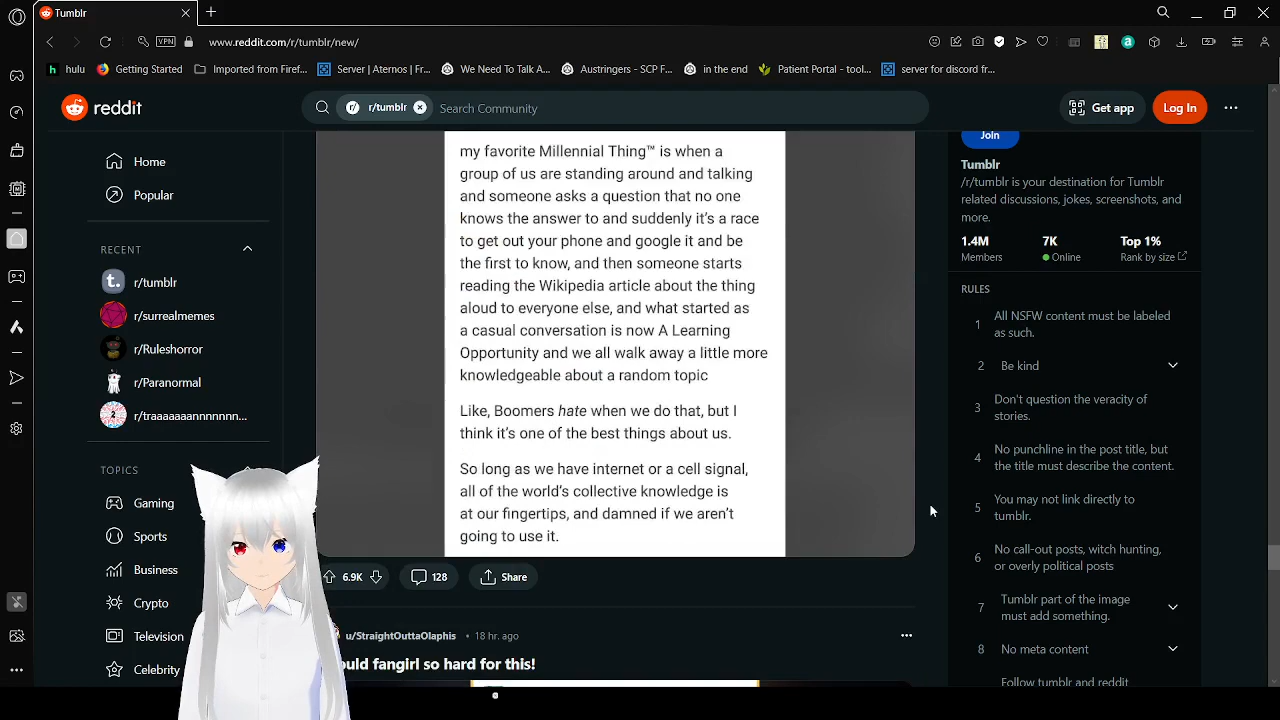 Tumblr
VPN
www.reddit.com/r/tumblr/new/
hulu
Getting Started
Imported from Firef...
Server | Aternos | Fr...
We Need To Talk A...
Austringers - SCP F...
in the end
Patient Portal - tool...
server for discord fr...
reddit
r/tumblr
Search Community
Get app
Log In
Home
Popular
RECENT
r/tumblr
r/surrealmemes
r/Ruleshorror
r/Paranormal
r/traaaaaaannnnnnn...
TOPICS
Gaming
Sports
Business
Crypto
Television
Celebrity
my favorite Millennial Thing™ is when a
group of us are standing around and talking
and someone asks a question that no one
knows the answer to and suddenly it's a race
to get out your phone and google it and be
the first to know, and then someone starts
reading the Wikipedia article about the thing
aloud to everyone else, and what started as
a casual conversation is now A Learning
Opportunity and we all walk away a little more
knowledgeable about a random topic
Like, Boomers hate when we do that, but I
think it's one of the best things about us.
So long as we have internet or a cell signal,
all of the world's collective knowledge is
at our fingertips, and damned if we aren't
going to use it.
6.9K
128
Share
u/StraightOuttaOlaphis • 18 hr. ago
ould fangirl so hard for this!
Join
Tumblr
/r/tumblr is your destination for Tumblr
related discussions, jokes, screenshots, and
more.
1.4M 7K Top 1%
Members Online Rank by size
RULES
1 All NSFW content must be labeled
as such.
2 Be kind
3 Don't question the veracity of
stories.
4 No punchline in the post title, but
the title must describe the content.
5 You may not link directly to
tumblr.
6 No call-out posts, witch hunting,
or overly political posts
7 Tumblr part of the image
must add something.
8 No meta content
Follow tumblr and reddit